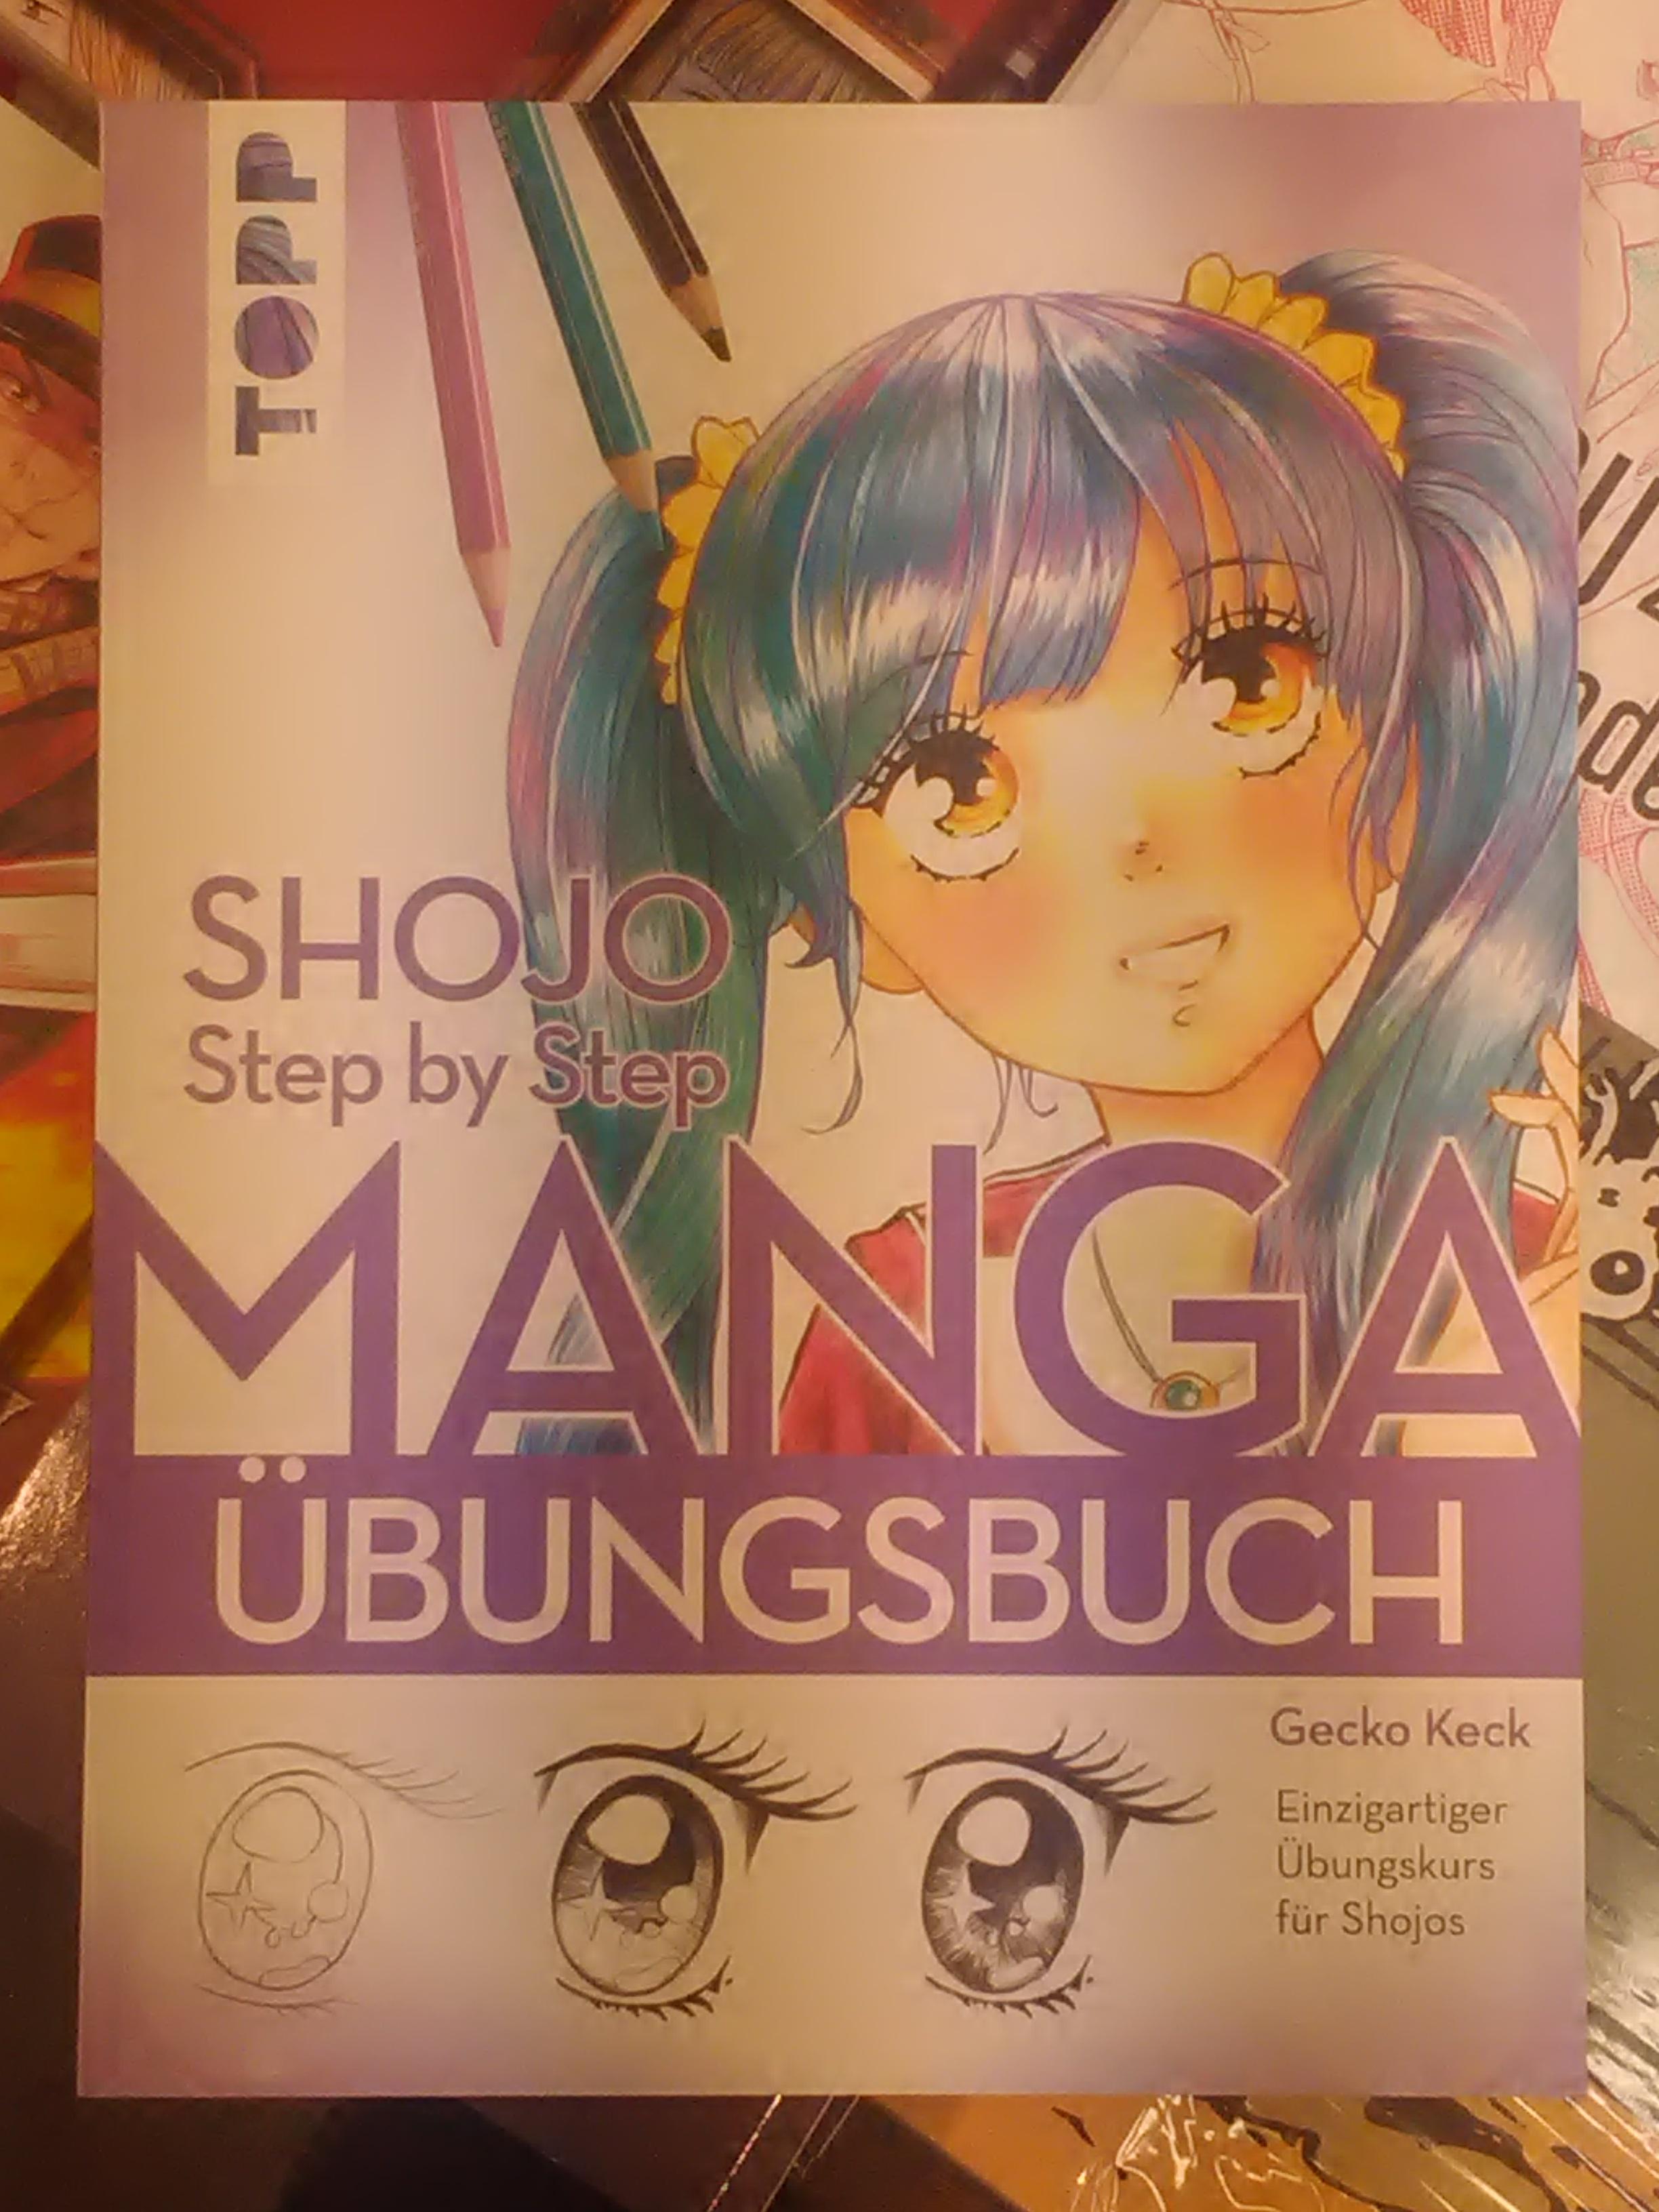 TOPP
SHOJO
Step by Step
MANGA
ÜBUNGSBUCH
Gecko Keck
Einzigartiger
Übungskurs
für Shojos